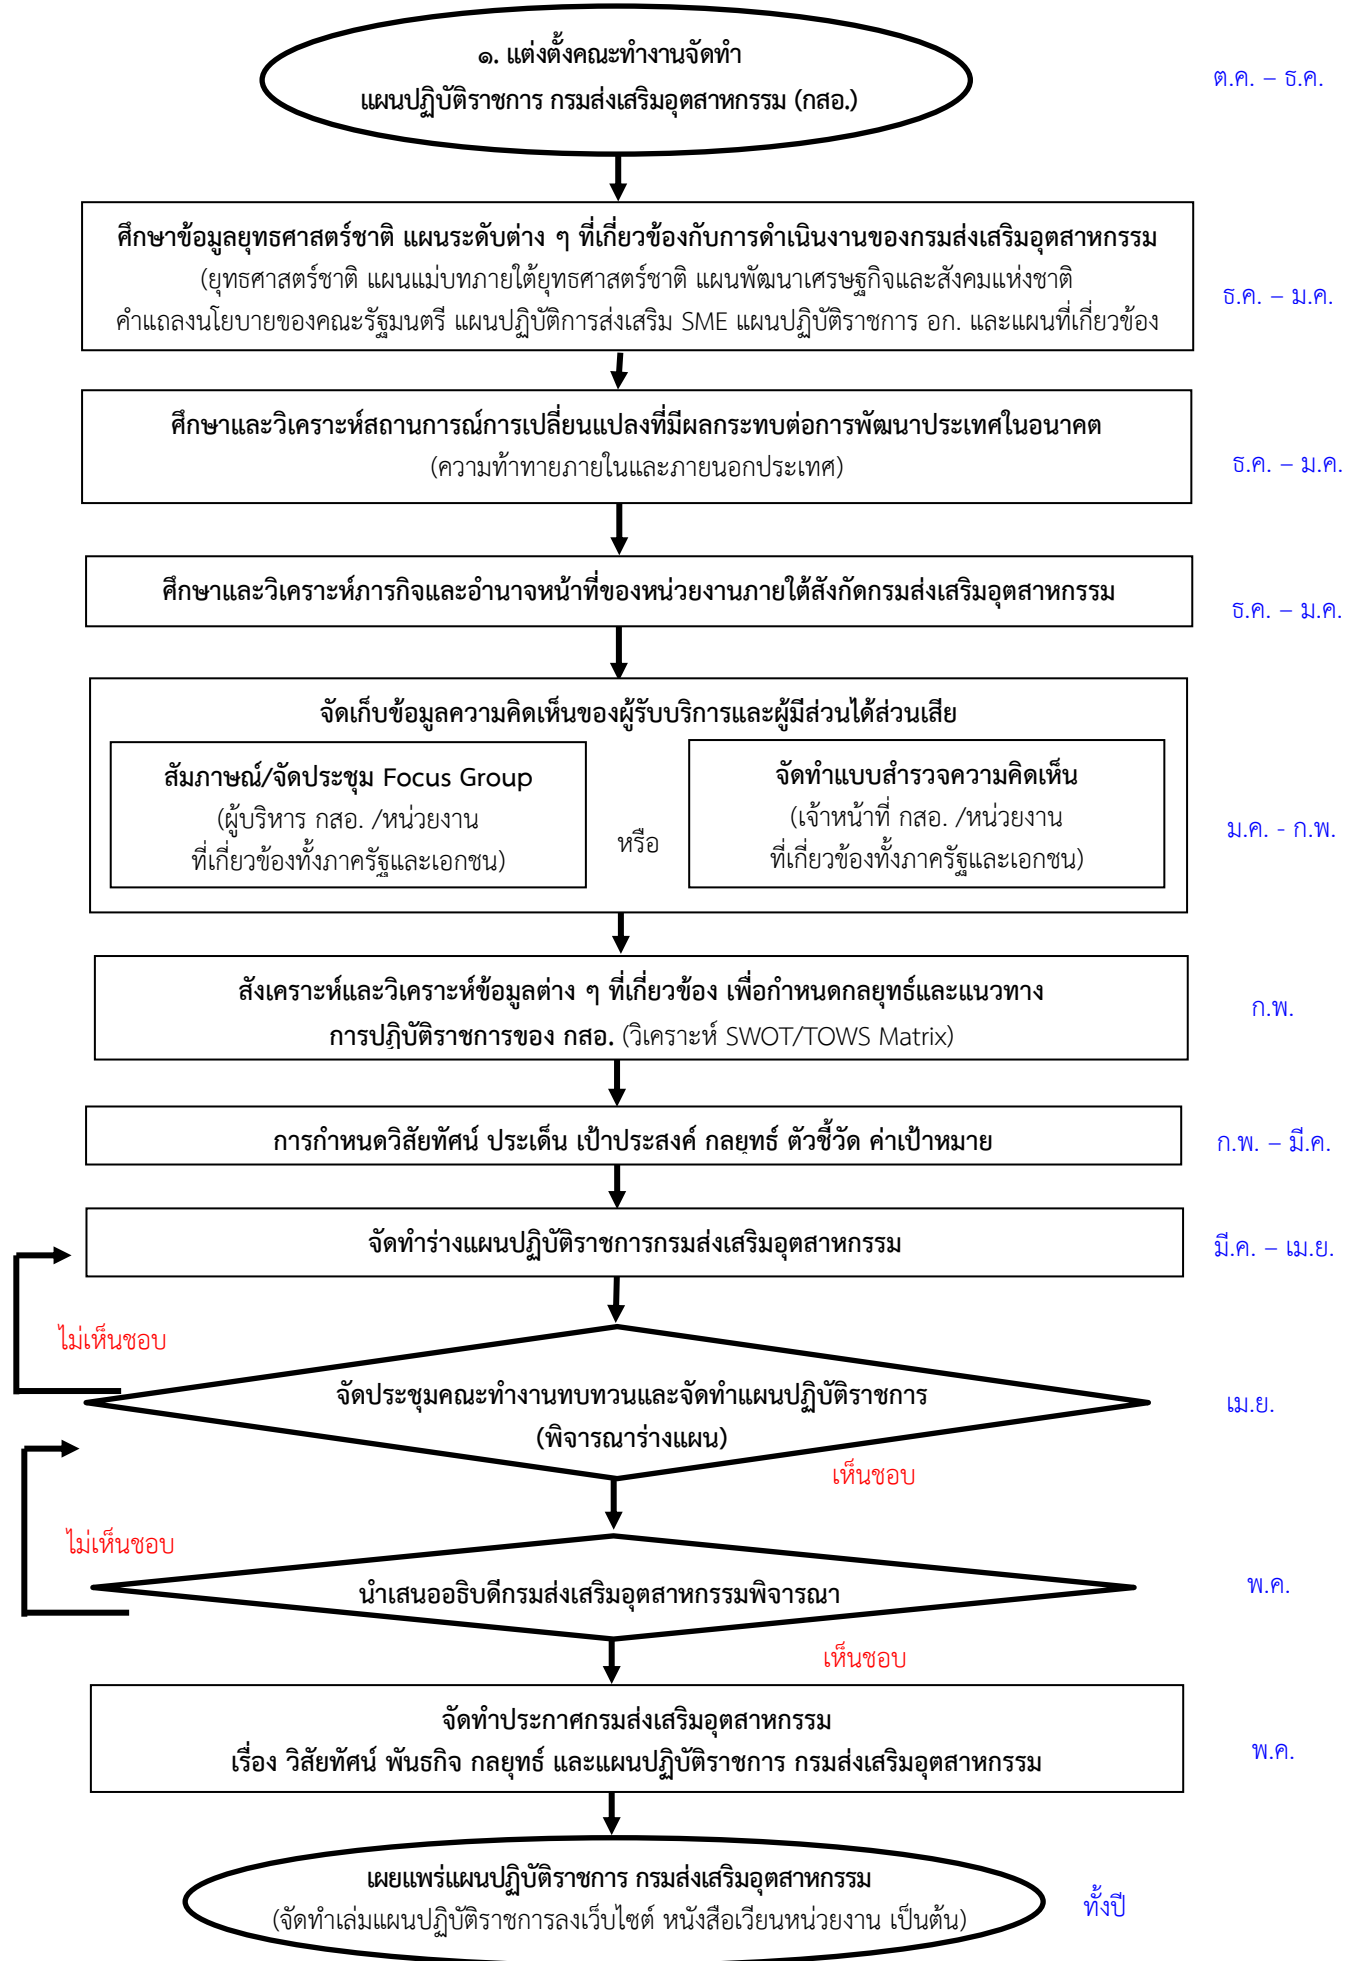 ๑. แต่งตั้งคณะทำงานจัดทำ
แผนปฏิบัติราชการ กรมส่งเสริมอุตสาหกรรม (กสอ.)
ต.ค. – ธ.ค.
ศึกษาข้อมูลยุทธศาสตร์ชาติ แผนระดับต่าง ๆ ที่เกี่ยวข้องกับการดำเนินงานของกรมส่งเสริมอุตสาหกรรม
(ยุทธศาสตร์ชาติ แผนแม่บทภายใต้ยุทธศาสตร์ชาติ แผนพัฒนาเศรษฐกิจและสังคมแห่งชาติ
คำแถลงนโยบายของคณะรัฐมนตรี แผนปฏิบัติการส่งเสริม SME แผนปฏิบัติราชการ อก. และแผนที่เกี่ยวข้อง
ธ.ค. – ม.ค.
ศึกษาและวิเคราะห์สถานการณ์การเปลี่ยนแปลงที่มีผลกระทบต่อการพัฒนาประเทศในอนาคต
(ความท้าทายภายในและภายนอกประเทศ)
ธ.ค. – ม.ค.
ศึกษาและวิเคราะห์ภารกิจและอำนาจหน้าที่ของหน่วยงานภายใต้สังกัดกรมส่งเสริมอุตสาหกรรม
ธ.ค. – ม.ค.
จัดเก็บข้อมูลความคิดเห็นของผู้รับบริการและผู้มีส่วนได้ส่วนเสีย
สัมภาษณ์/จัดประชุม Focus Group
(ผู้บริหาร กสอ. /หน่วยงาน
ที่เกี่ยวข้องทั้งภาครัฐและเอกชน)
หรือ
จัดทำแบบสำรวจความคิดเห็น
(เจ้าหน้าที่ กสอ. /หน่วยงาน
ที่เกี่ยวข้องทั้งภาครัฐและเอกชน)
ม.ค. - ก.พ.
สังเคราะห์และวิเคราะห์ข้อมูลต่าง ๆ ที่เกี่ยวข้อง เพื่อกำหนดกลยุทธ์และแนวทาง
การปฏิบัติราชการของ กสอ. (วิเคราะห์ SWOT/TOWS Matrix)
ก.พ.
การกำหนดวิสัยทัศน์ ประเด็น เป้าประสงค์ กลยุทธ์ ตัวชี้วัด ค่าเป้าหมาย
ก.พ. – มี.ค.
จัดทำร่างแผนปฏิบัติราชการกรมส่งเสริมอุตสาหกรรม
มี.ค. – เม.ย.
ไม่เห็นชอบ
จัดประชุมคณะทำงานทบทวนและจัดทำแผนปฏิบัติราชการ
(พิจารณาร่างแผน)
เม.ย.
เห็นชอบ
ไม่เห็นชอบ
นำเสนออธิบดีกรมส่งเสริมอุตสาหกรรมพิจารณา
พ.ค.
เห็นชอบ
จัดทำประกาศกรมส่งเสริมอุตสาหกรรม
เรื่อง วิสัยทัศน์ พันธกิจ กลยุทธ์ และแผนปฏิบัติราชการ กรมส่งเสริมอุตสาหกรรม
พ.ค.
เผยแพร่แผนปฏิบัติราชการ กรมส่งเสริมอุตสาหกรรม
(จัดทำเล่มแผนปฏิบัติราชการลงเว็บไซต์ หนังสือเวียนหน่วยงาน เป็นต้น)
ทั้งปี